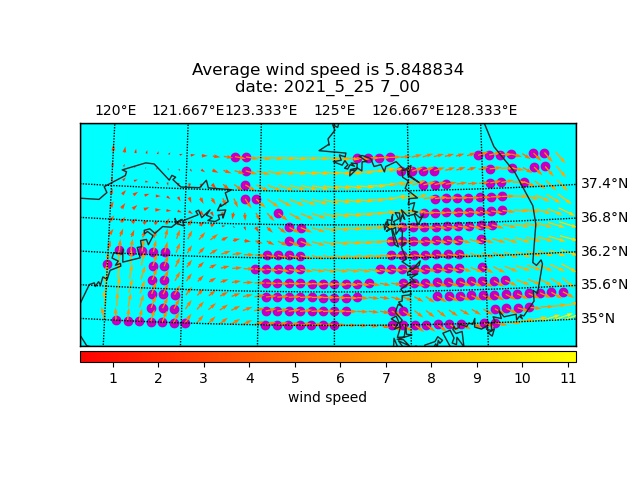 Average wind speed is 5.848834
date: 2021_5_25 7_00
120°E 121.667°E 123.333°E 125°E 126.667°E 128.333°E
37.4°N
36.8°N
36.2°N
35.6°N
35°N
1 2 3 4 5 6 7 8 9 10 11
wind speed